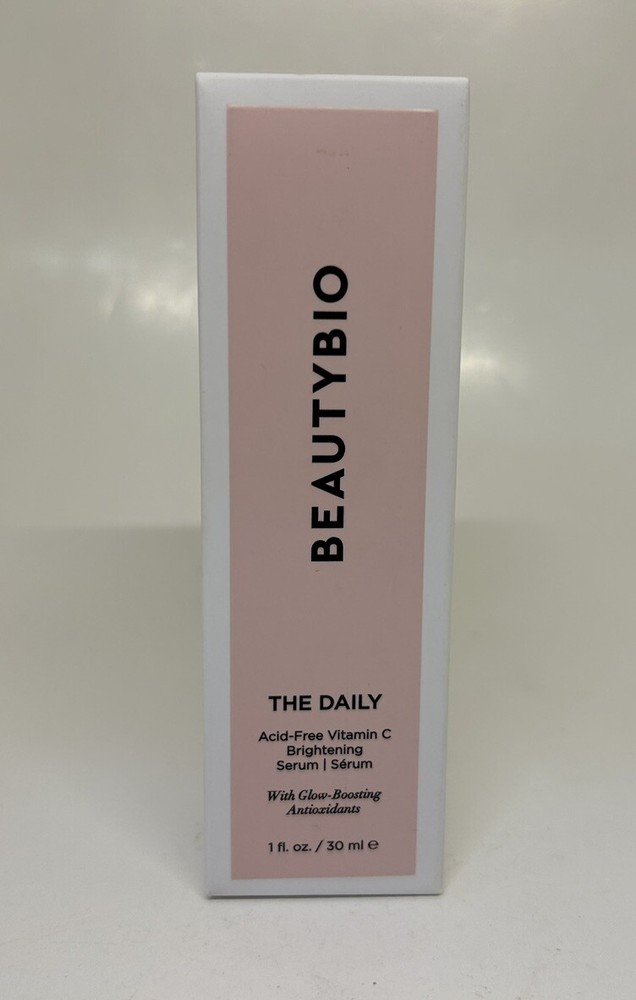 BEAUTYBIO
THE DAILY
Acid-Free Vitamin C
Brightening
Serum | Sérum
With Glow-Boosting
Antioxidants
1 fl. oz. / 30 ml ℮